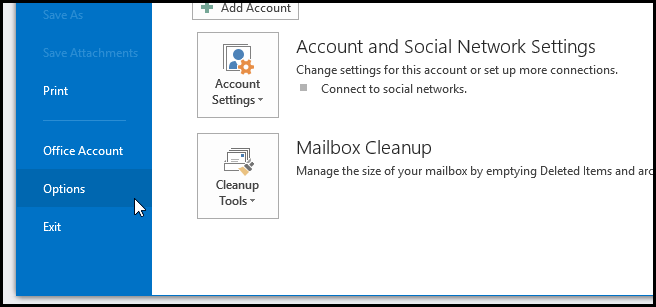 Save As
Save Attachments
Print
Office Account
Options
Exit
Add Account
Account
Settings
Account and Social Network Settings
Change settings for this account or set up more connections.
Connect to social networks.
Cleanup
Tools
Mailbox Cleanup
Manage the size of your mailbox by emptying Deleted Items and